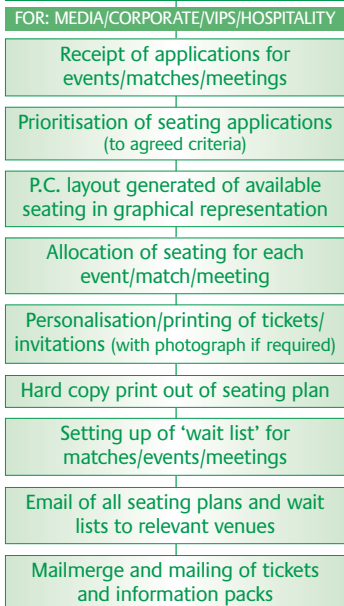 FOR: MEDIA/CORPORATE/VIPS/HOSPITALITY
Receipt of applications for
events/matches/meetings
Prioritisation of seating applications
(to agreed criteria)
P.C. layout generated of available
seating in graphical representation
Allocation of seating for each
event/match/meeting
Personalisation/printing of tickets/
invitations (with photograph if required)
Hard copy print out of seating plan
Setting up of ‘wait list’ for
matches/events/meetings
Email of all seating plans and wait
lists to relevant venues
Mailmerge and mailing of tickets
and information packs